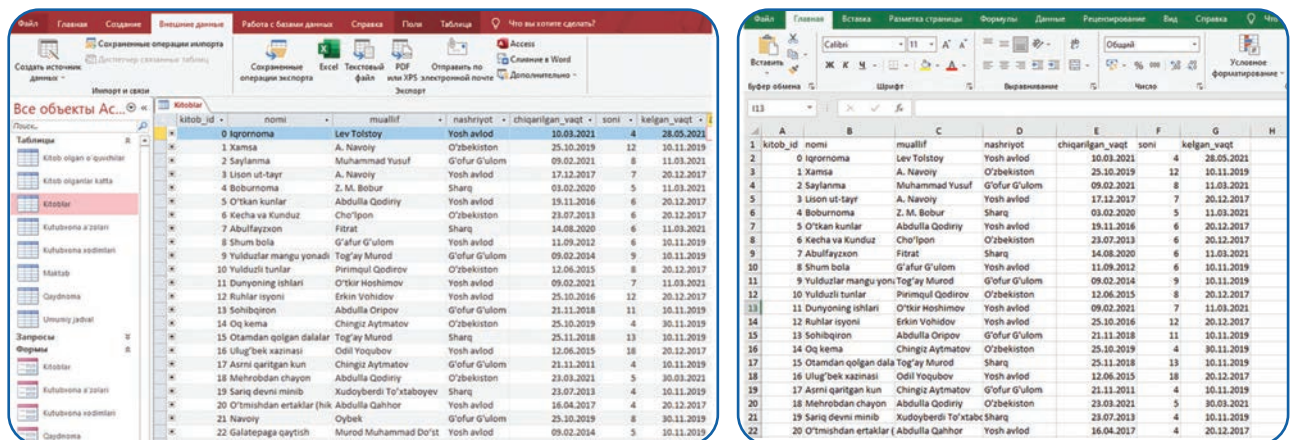 Файл Главная Создание Внешние данные Работа с базами данных Справка Поля Таблица Что вы хотите сделать?
Создать источник данных
Сохраненные операции импорта
Диспетчер связанных таблиц
Импорт и связи
Сохраненные операции экспорта
Excel
Текстовый файл
PDF или XPS
Отправить по электронной почте
Access
Слияние в Word
Дополнительно
Экспорт
Все объекты Ac...
Поиск...
Таблицы
Kitob olgan o'quvchilar
Kitob olganlar katta
Kitoblar
Kutubxona a'zolari
Kutubxona xodimlari
Maktab
Qaydnoma
Umumiy jadval
Запросы
Формы
Kitoblar
Kutubxona a'zolari
Kutubxona xodimlari
Qaydnoma
Kitoblar
kitob_id nomi muallif nashriyot chiqarilgan_vaqt soni kelgan_vaqt
0 Iqrornoma Lev Tolstoy Yosh avlod 10.03.2021 4 28.05.2021
1 Xamsa A. Navoiy O'zbekiston 25.10.2019 12 10.11.2019
2 Saylanma Muhammad Yusuf G'ofur G'ulom 09.02.2021 8 11.03.2021
3 Lison ut-tayr A. Navoiy Yosh avlod 17.12.2017 7 20.12.2017
4 Boburnoma Z. M. Bobur Sharq 03.02.2020 5 11.03.2021
5 O'tkan kunlar Abdulla Qodiriy Yosh avlod 19.11.2016 6 20.12.2017
6 Kecha va Kunduz Cho'lpon O'zbekiston 23.07.2013 6 20.12.2017
7 Abulfayzxon Fitrat Sharq 14.08.2020 6 11.03.2021
8 Shum bola G'afur G'ulom Yosh avlod 11.09.2012 6 10.11.2019
9 Yulduzlar mangu yonadi Tog'ay Murod G'ofur G'ulom 09.02.2014 9 10.11.2019
10 Yulduzli tunlar Pirimqul Qodirov O'zbekiston 12.06.2015 8 20.12.2017
11 Dunyoning ishlari O'tkir Hoshimov Yosh avlod 09.02.2021 7 11.03.2021
12 Ruhlar isyoni Erkin Vohidov Yosh avlod 25.10.2016 12 20.12.2017
13 Sohibqiron Abdulla Oripov G'ofur G'ulom 21.11.2018 11 10.11.2019
14 Oq kema Chingiz Aytmatov O'zbekiston 25.10.2019 4 30.11.2019
15 Otamdan qolgan dalalar Tog'ay Murod Sharq 25.11.2018 13 10.11.2019
16 Ulug'bek xazinasi Odil Yoqubov Yosh avlod 12.06.2015 18 20.12.2017
17 Asrni qaritgan kun Chingiz Aytmatov G'ofur G'ulom 21.11.2011 4 10.11.2019
18 Mehrobdan chayon Abdulla Qodiriy O'zbekiston 23.03.2021 5 30.03.2021
19 Sariq devni minib Xudoyberdi To'xtaboyev Sharq 23.07.2013 4 10.11.2019
20 O'tmishdan ertaklar (hik Abdulla Qahhor Yosh avlod 16.04.2017 4 20.12.2017
21 Navoiy Oybek G'ofur G'ulom 25.10.2019 8 30.11.2019
22 Galatepaga qaytish Murod Muhammad Do'st Yosh avlod 09.02.2014 5 10.11.2019
Файл Главная Вставка Разметка страницы Формулы Данные Рецензирование Вид Справка Что
Вставить
Calibri 11
Ж К Ч
Общий
% 000
Условное форматирование
Буфер обмена Шрифт Выравнивание Число
I13 fx
A B C D E F G H
1 kitob_id nomi muallif nashriyot chiqarilgan_vaqt soni kelgan_vaqt
2 0 Iqrornoma Lev Tolstoy Yosh avlod 10.03.2021 4 28.05.2021
3 1 Xamsa A. Navoiy O'zbekiston 25.10.2019 12 10.11.2019
4 2 Saylanma Muhammad Yusuf G'ofur G'ulom 09.02.2021 8 11.03.2021
5 3 Lison ut-tayr A. Navoiy Yosh avlod 17.12.2017 7 20.12.2017
6 4 Boburnoma Z. M. Bobur Sharq 03.02.2020 5 11.03.2021
7 5 O'tkan kunlar Abdulla Qodiriy Yosh avlod 19.11.2016 6 20.12.2017
8 6 Kecha va Kunduz Cho'lpon O'zbekiston 23.07.2013 6 20.12.2017
9 7 Abulfayzxon Fitrat Sharq 14.08.2020 6 11.03.2021
10 8 Shum bola G'afur G'ulom Yosh avlod 11.09.2012 6 10.11.2019
11 9 Yulduzlar mangu yona Tog'ay Murod G'ofur G'ulom 09.02.2014 9 10.11.2019
12 10 Yulduzli tunlar Pirimqul Qodirov O'zbekiston 12.06.2015 8 20.12.2017
13 11 Dunyoning ishlari O'tkir Hoshimov Yosh avlod 09.02.2021 7 11.03.2021
14 12 Ruhlar isyoni Erkin Vohidov Yosh avlod 25.10.2016 12 20.12.2017
15 13 Sohibqiron Abdulla Oripov G'ofur G'ulom 21.11.2018 11 10.11.2019
16 14 Oq kema Chingiz Aytmatov O'zbekiston 25.10.2019 4 30.11.2019
17 15 Otamdan qolgan dala Tog'ay Murod Sharq 25.11.2018 13 10.11.2019
18 16 Ulug'bek xazinasi Odil Yoqubov Yosh avlod 12.06.2015 18 20.12.2017
19 17 Asrni qaritgan kun Chingiz Aytmatov G'ofur G'ulom 21.11.2011 4 10.11.2019
20 18 Mehrobdan chayon Abdulla Qodiriy O'zbekiston 23.03.2021 5 30.03.2021
21 19 Sariq devni minib Xudoyberdi To'xtabo Sharq 23.07.2013 4 10.11.2019
22 20 O'tmishdan ertaklar ( Abdulla Qahhor Yosh avlod 16.04.2017 4 20.12.2017